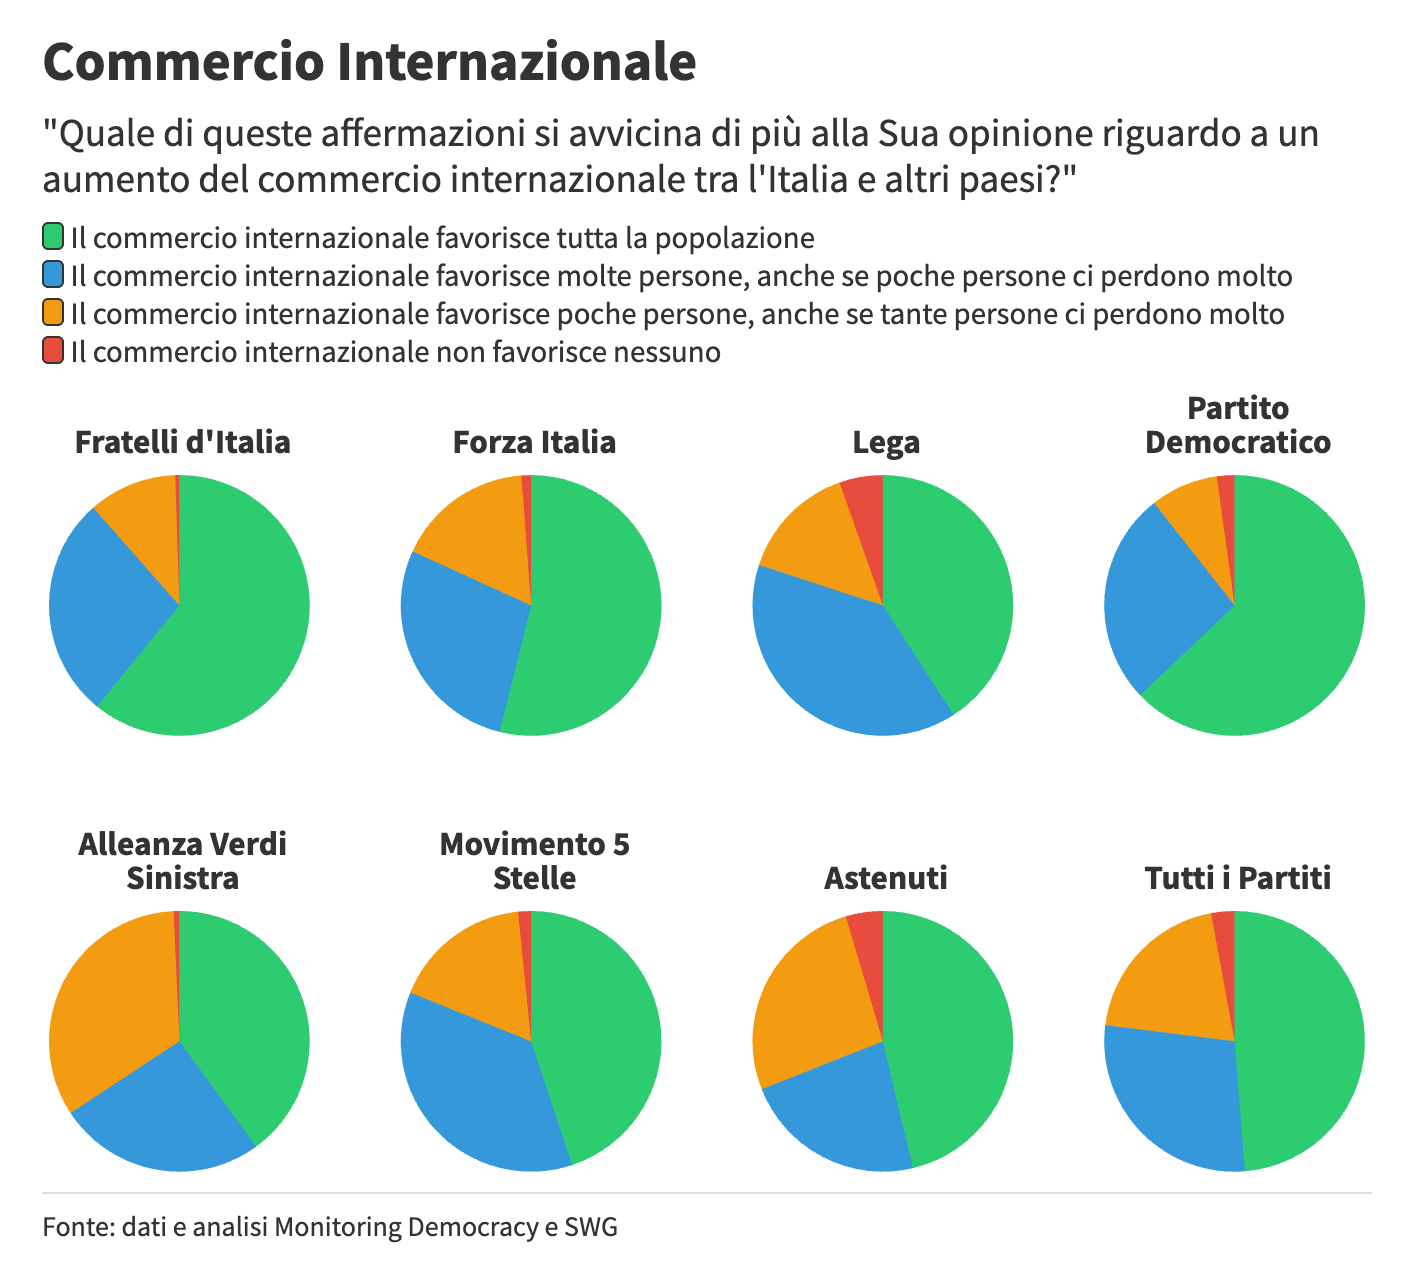 Commercio Internazionale
"Quale di queste affermazioni si avvicina di più alla Sua opinione riguardo a un
aumento del commercio internazionale tra l'Italia e altri paesi?"
Il commercio internazionale favorisce tutta la popolazione
Il commercio internazionale favorisce molte persone, anche se poche persone ci perdono molto
Il commercio internazionale favorisce poche persone, anche se tante persone ci perdono molto
Il commercio internazionale non favorisce nessuno
Fratelli d'Italia
Forza Italia
Lega
Partito
Democratico
Alleanza Verdi
Sinistra
Movimento 5
Stelle
Astenuti
Tutti i Partiti
Fonte: dati e analisi Monitoring Democracy e SWG